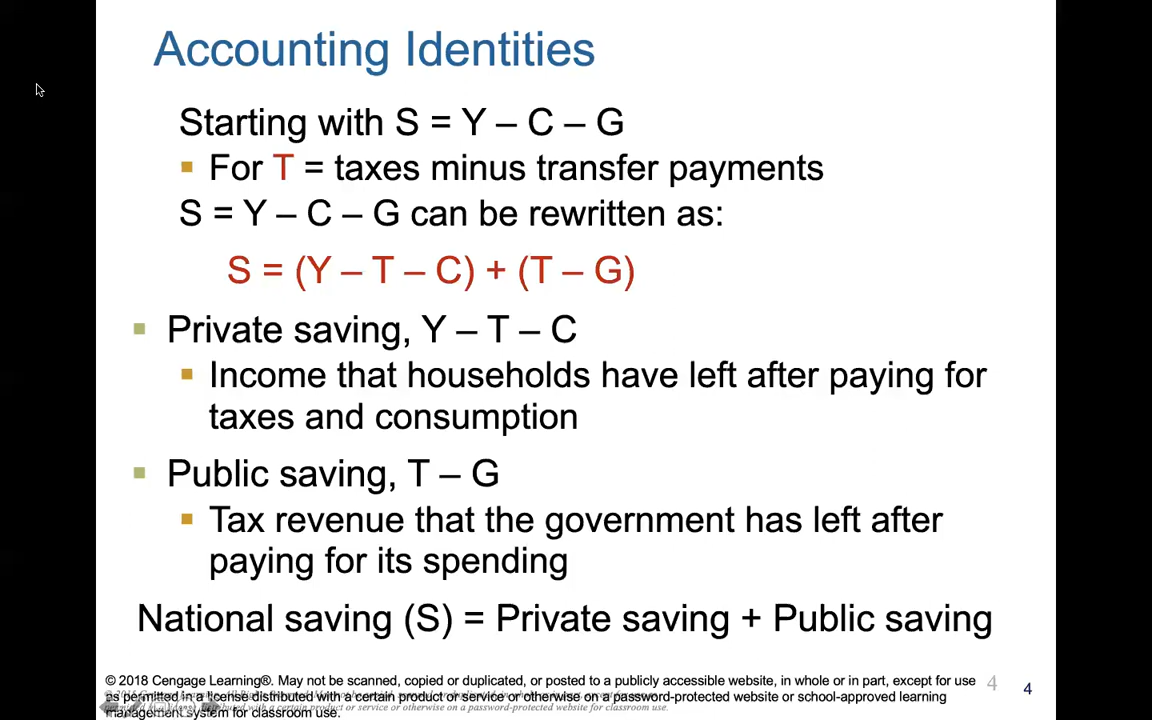 Accounting Identities
Starting with S = Y – C – G
▪ For T = taxes minus transfer payments
S = Y – C – G can be rewritten as:
S = (Y – T – C) + (T – G)
▪ Private saving, Y – T – C
▪ Income that households have left after paying for
taxes and consumption
▪ Public saving, T – G
▪ Tax revenue that the government has left after
paying for its spending
National saving (S) = Private saving + Public saving
© 2018 Cengage Learning®. May not be scanned, copied or duplicated, or posted to a publicly accessible website, in whole or in part, except for use
as permitted in a license distributed with a certain product or service or otherwise on a password-protected website or school-approved learning
management system for classroom use.
4
4